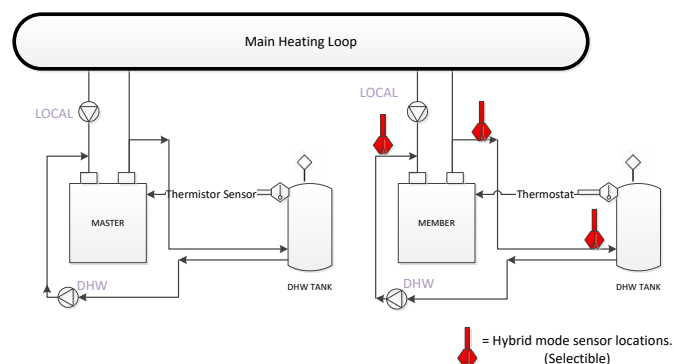 Main Heating Loop
LOCAL
LOCAL
Thermistor Sensor
Thermostat
MASTER
MEMBER
DHW
DHW TANK
DHW
DHW TANK
= Hybrid mode sensor locations.
(Selectible)